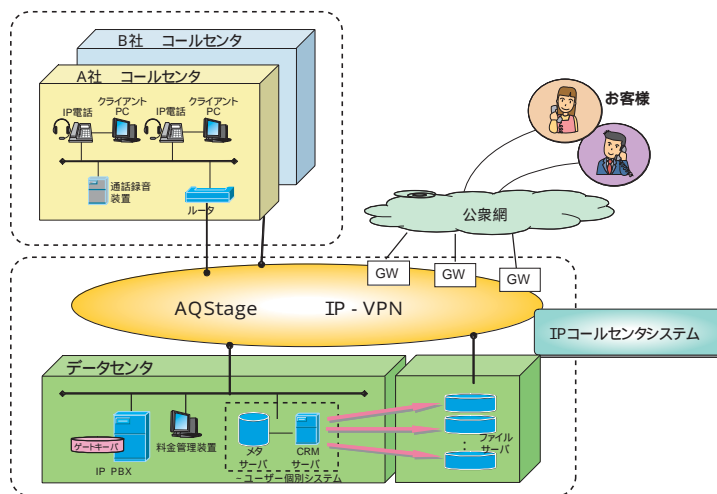 B社 コールセンタ
A社 コールセンタ
IP電話
クライアント
PC
IP電話
クライアント
PC
通話録音
装置
ルータ
お客様
公衆網
GW
GW
GW
AQStage IP - VPN
IPコールセンタシステム
データセンタ
ゲートキーパ
IP PBX
料金管理装置
メタ
サーバ
CRM
サーバ
~ユーザー個別システム
:
ファイル
サーバ